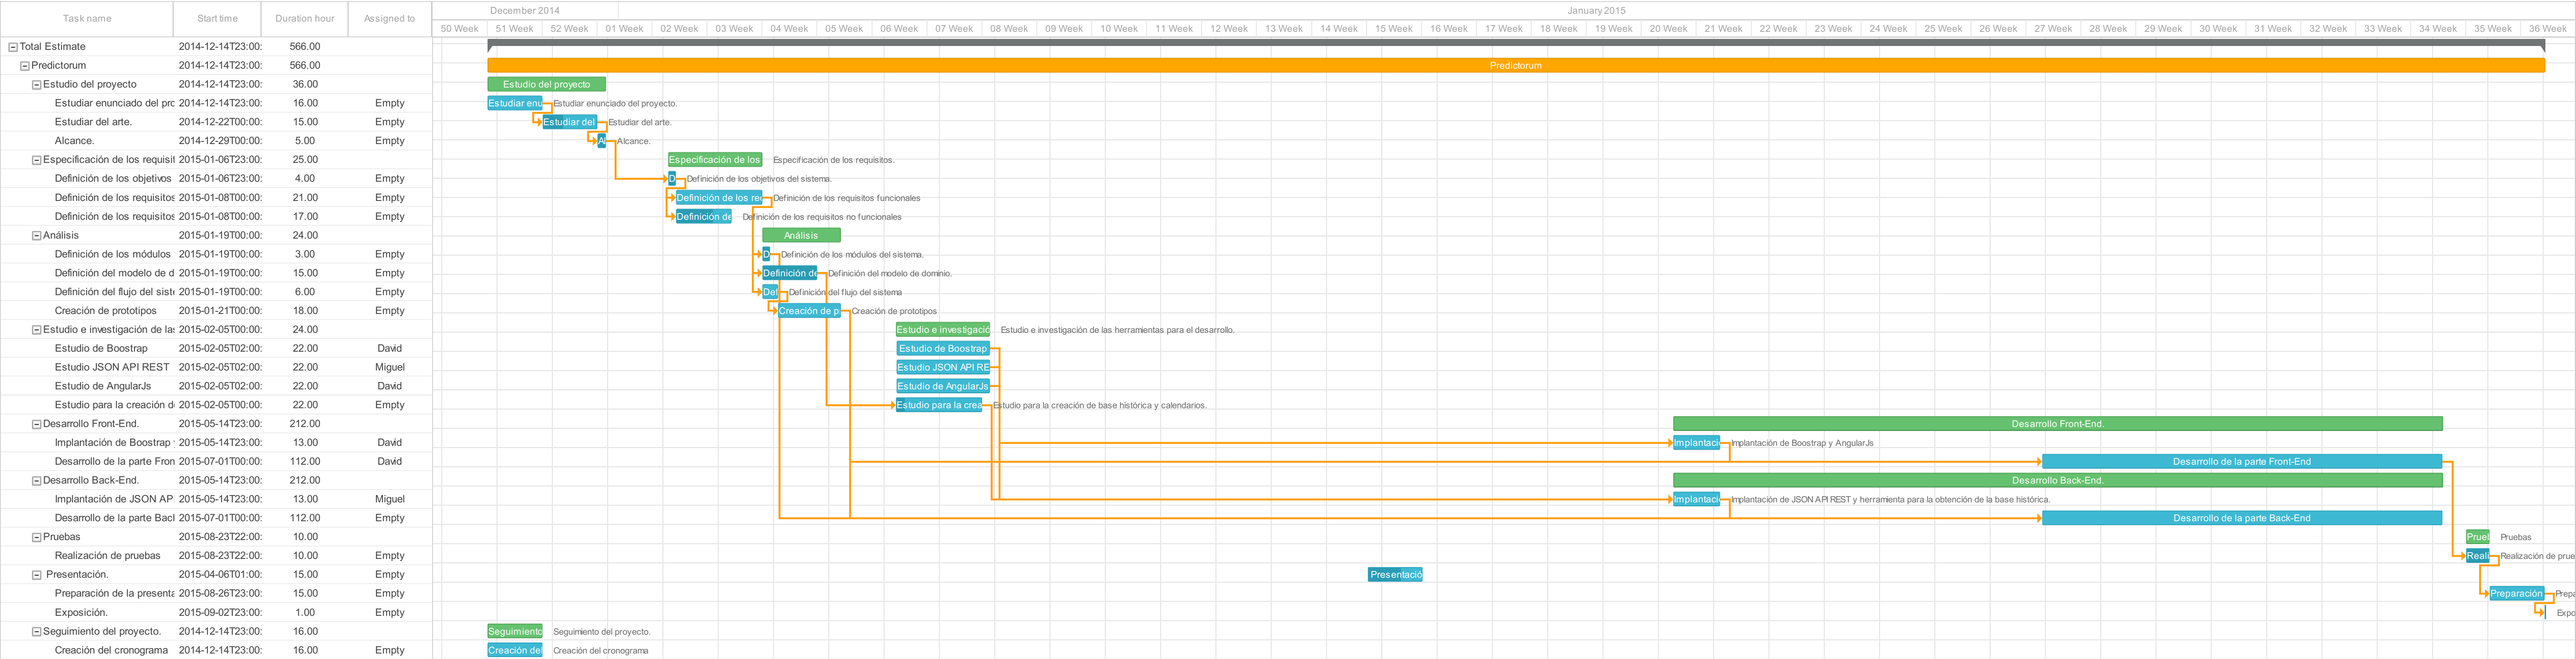 Task name Start time Duration hour Assigned to December 2014 January 2015
50 Week 51 Week 52 Week 01 Week 02 Week 03 Week 04 Week 05 Week 06 Week 07 Week 08 Week 09 Week 10 Week 11 Week 12 Week 13 Week 14 Week 15 Week 16 Week 17 Week 18 Week 19 Week 20 Week 21 Week 22 Week 23 Week 24 Week 25 Week 26 Week 27 Week 28 Week 29 Week 30 Week 31 Week 32 Week 33 Week 34 Week 35 Week 36 Week
Total Estimate 2014-12-14T23:00: 566.00
Predictorum 2014-12-14T23:00: 566.00 Predictorum
Estudio del proyecto 2014-12-14T23:00: 36.00 Estudio del proyecto
Estudiar enunciado del prc 2014-12-14T23:00: 16.00 Empty Estudiar enu Estudiar enunciado del proyecto.
Estudiar del arte. 2014-12-22T00:00: 15.00 Empty Estudiar del Estudiar del arte.
Alcance. 2014-12-29T00:00: 5.00 Empty A Alcance.
Especificación de los requisit 2015-01-06T23:00: 25.00 Especificación de los Especificación de los requisitos.
Definición de los objetivos 2015-01-06T23:00: 4.00 Empty D Definición de los objetivos del sistema.
Definición de los requisitos 2015-01-08T00:00: 21.00 Empty Definición de los re Definición de los requisitos funcionales
Definición de los requisitos 2015-01-08T00:00: 17.00 Empty Definición de Definición de los requisitos no funcionales
Análisis 2015-01-19T00:00: 24.00 Análisis
Definición de los módulos 2015-01-19T00:00: 3.00 Empty D Definición de los módulos del sistema.
Definición del modelo de d 2015-01-19T00:00: 15.00 Empty Definición de Definición del modelo de dominio.
Definición del flujo del siste 2015-01-19T00:00: 6.00 Empty Def Definición del flujo del sistema
Creación de prototipos 2015-01-21T00:00: 18.00 Empty Creación de p Creación de prototipos
Estudio e investigación de las 2015-02-05T00:00: 24.00 Estudio e investigació Estudio e investigación de las herramientas para el desarrollo.
Estudio de Boostrap 2015-02-05T02:00: 22.00 David Estudio de Boostrap
Estudio JSON API REST 2015-02-05T02:00: 22.00 Miguel Estudio JSON API RE
Estudio de AngularJs 2015-02-05T02:00: 22.00 David Estudio de AngularJs
Estudio para la creación de 2015-02-05T00:00: 22.00 Empty Estudio para la crea Estudio para la creación de base histórica y calendarios.
Desarrollo Front-End. 2015-05-14T23:00: 212.00 Desarrollo Front-End.
Implantación de Boostrap 2015-05-14T23:00: 13.00 David Implantaci Implantación de Boostrap y AngularJs
Desarrollo de la parte Fron 2015-07-01T00:00: 112.00 David Desarrollo de la parte Front-End
Desarrollo Back-End. 2015-05-14T23:00: 212.00 Desarrollo Back-End.
Implantación de JSON AP 2015-05-14T23:00: 13.00 Miguel Implantaci Implantación de JSON API REST y herramienta para la obtención de la base histórica.
Desarrollo de la parte Bacl 2015-07-01T00:00: 112.00 Empty Desarrollo de la parte Back-End
Pruebas 2015-08-23T22:00: 10.00 Pruel Pruebas
Realización de pruebas 2015-08-23T22:00: 10.00 Empty Reali Realización de prue
Presentación. 2015-04-06T01:00: 15.00 Empty Presentació
Preparación de la presenta 2015-08-26T23:00: 15.00 Empty Preparación Prepa
Exposición. 2015-09-02T23:00: 1.00 Empty Expo
Seguimiento del proyecto. 2014-12-14T23:00: 16.00 Seguimiento Seguimiento del proyecto.
Creación del cronograma 2014-12-14T23:00: 16.00 Empty Creación del Creación del cronograma